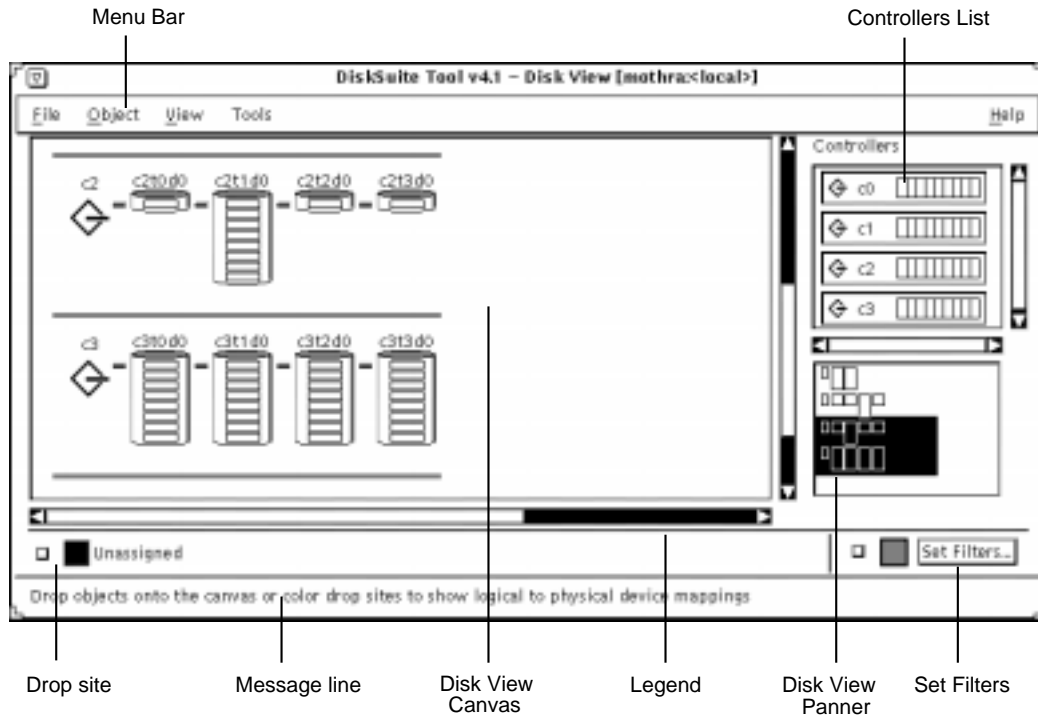 Menu Bar
Controllers List
DiskSuite Tool v4.1 – Disk View [mothra:<local>]
File Object View Tools Help
Controllers
c0
c1
c2
c3
c2 c2t0d0 c2t1d0 c2t2d0 c2t3d0
c3 c3t0d0 c3t1d0 c3t2d0 c3t3d0
Unassigned
Set Filters...
Drop objects onto the canvas or color drop sites to show logical to physical device mappings
Drop site
Message line
Disk View
Canvas
Legend
Disk View
Panner
Set Filters